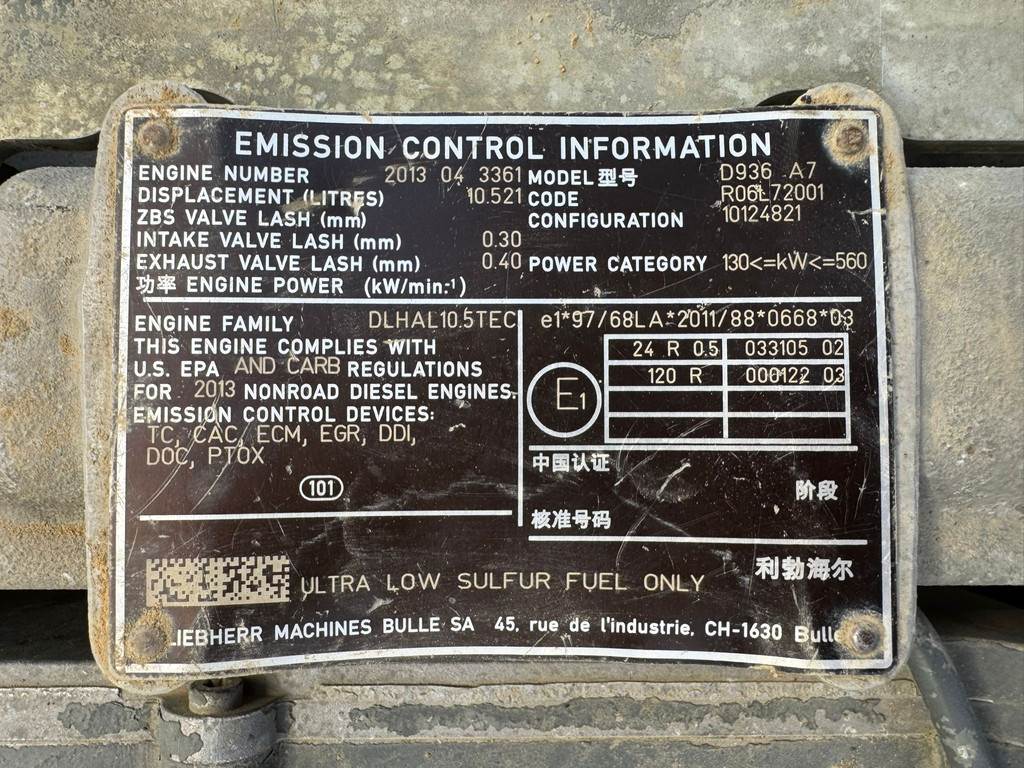 EMISSION CONTROL INFORMATION
ENGINE NUMBER 2013 04 3361
DISPLACEMENT (LITRES) 10.521
ZBS VALVE LASH (mm)
INTAKE VALVE LASH (mm) 0.30
EXHAUST VALVE LASH (mm) 0.40
功率 ENGINE POWER (kW/min.-¹)
MODEL 型号 D936 A7
CODE R06L72001
CONFIGURATION 10124821
POWER CATEGORY 130<=kW<=560
ENGINE FAMILY DLHAL10.5TEC
THIS ENGINE COMPLIES WITH
U.S. EPA AND CARB REGULATIONS
FOR 2013 NONROAD DIESEL ENGINES.
EMISSION CONTROL DEVICES:
TC, CAC, ECM, EGR, DDI,
DOC, PTOX
101
e1*97/68LA*2011/88*0668*03
E1
24 R 0.5 033105 02
120 R 000122 03
中国认证
阶段
核准号码
利勃海尔
ULTRA LOW SULFUR FUEL ONLY
LIEBHERR MACHINES BULLE SA 45, rue de l'industrie, CH-1630 Bulle